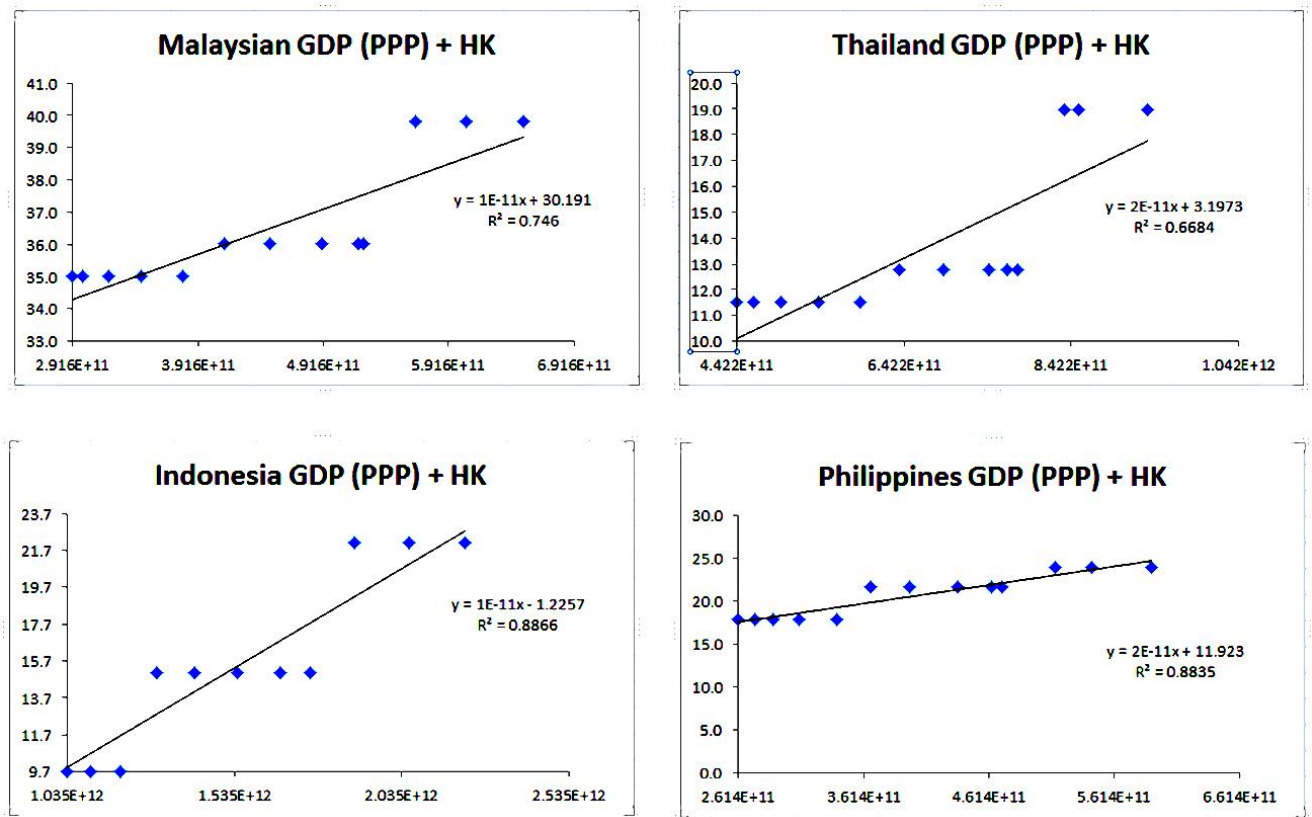 Malaysian GDP (PPP) + HK
41.0
40.0
39.0
38.0
37.0
36.0
35.0
34.0
33.0
y = 1E-11x + 30.191
R² = 0.746
2.916E+11 3.916E+11 4.916E+11 5.916E+11 6.916E+11
Thailand GDP (PPP) + HK
20.0
19.0
18.0
17.0
16.0
15.0
14.0
13.0
12.0
11.0
10.0
y = 2E-11x + 3.1973
R² = 0.6684
4.422E+11 6.422E+11 8.422E+11 1.042E+12
Indonesia GDP (PPP) + HK
23.7
21.7
19.7
17.7
15.7
13.7
11.7
9.7
y = 1E-11x - 1.2257
R² = 0.8866
1.035E+12 1.535E+12 2.035E+12 2.535E+12
Philippines GDP (PPP) + HK
30.0
25.0
20.0
15.0
10.0
5.0
0.0
y = 2E-11x + 11.923
R² = 0.8835
2.614E+11 3.614E+11 4.614E+11 5.614E+11 6.614E+11